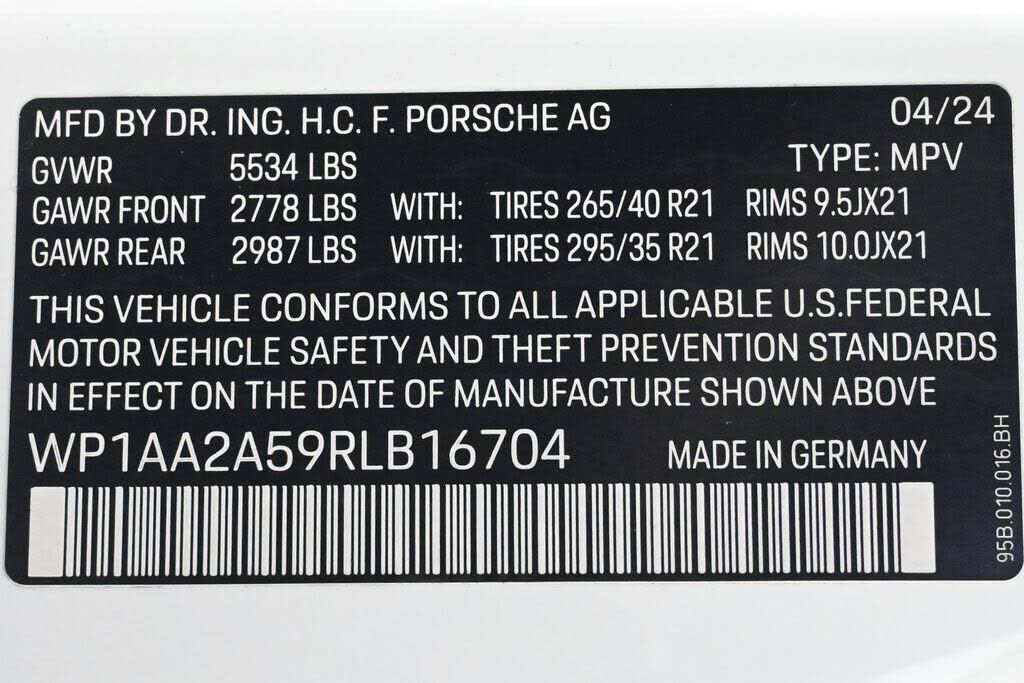 MFD BY DR. ING. H.C. F. PORSCHE AG 04/24
GVWR 5534 LBS TYPE: MPV
GAWR FRONT 2778 LBS WITH: TIRES 265/40 R21 RIMS 9.5JX21
GAWR REAR 2987 LBS WITH: TIRES 295/35 R21 RIMS 10.0JX21
THIS VEHICLE CONFORMS TO ALL APPLICABLE U.S.FEDERAL
MOTOR VEHICLE SAFETY AND THEFT PREVENTION STANDARDS
IN EFFECT ON THE DATE OF MANUFACTURE SHOWN ABOVE
WP1AA2A59RLB16704 MADE IN GERMANY
95B.010.016.BH